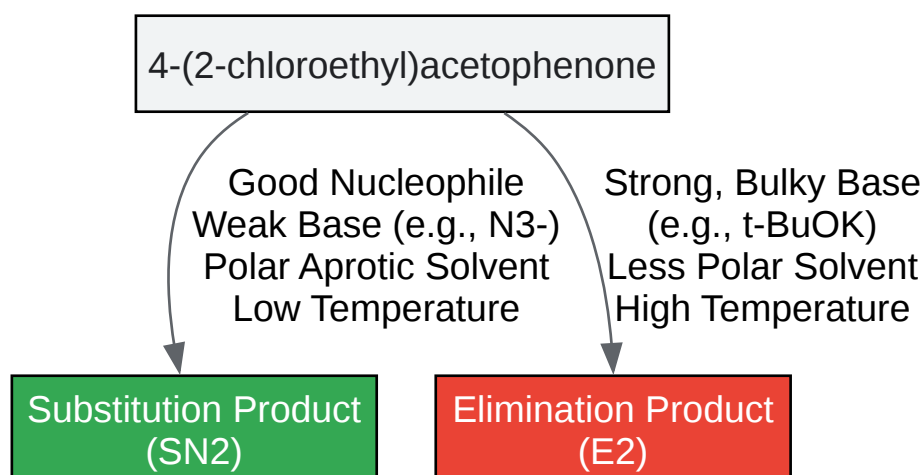 4-(2-chloroethyl)acetophenone
Good Nucleophile
Weak Base (e.g., N3-)
Polar Aprotic Solvent
Low Temperature
Strong, Bulky Base
(e.g., t-BuOK)
Less Polar Solvent
High Temperature
Substitution Product
(SN2)
Elimination Product
(E2)